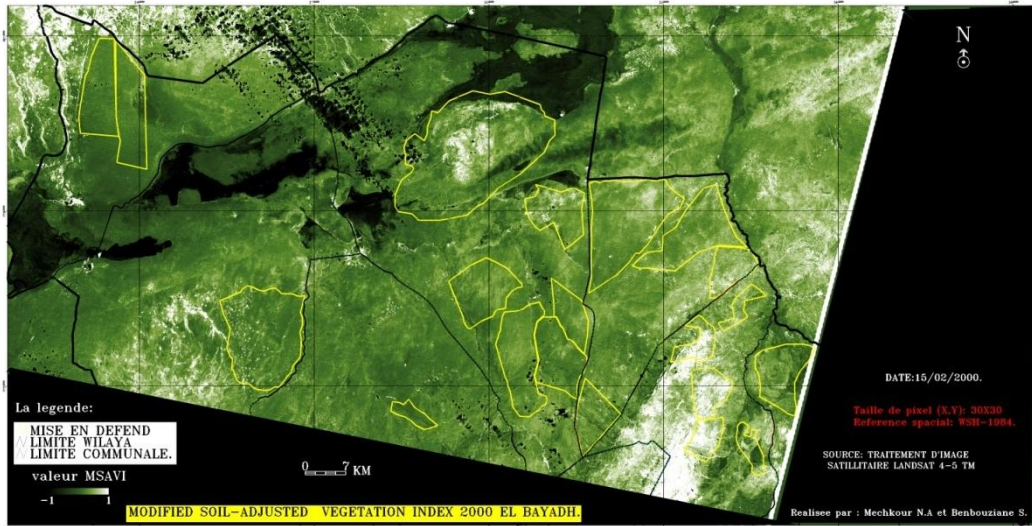 N
DATE:15/02/2000.
Taille de pixel (X,Y): 30X30
Reference spacial: WSH-1984.
SOURCE: TRAITEMENT D'IMAGE
SATILLITAIRE LANDSAT 4-5 TM
La legende:
MISE EN DEFEND
LIMITE WILAYA
LIMITE COMMUNALE.
valeur MSAVI
-1 1
0 7 KM
MODIFIED SOIL-ADJUSTED VEGETATION INDEX 2000 EL BAYADH.
Realisee par : Mechkour N.A et Benbouziane S.